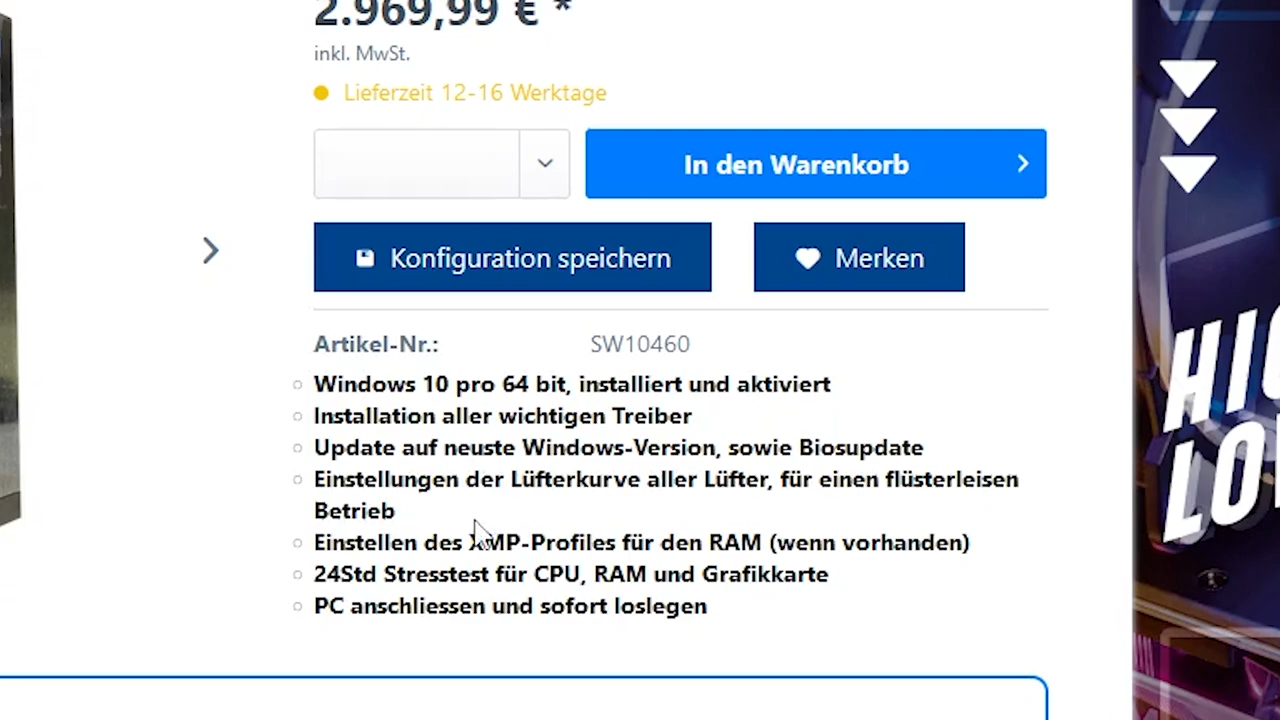 2.969,99 € *
inkl. MwSt.
Lieferzeit 12-16 Werktage
In den Warenkorb
Konfiguration speichern
Merken
Artikel-Nr.: SW10460
Windows 10 pro 64 bit, installiert und aktiviert
Installation aller wichtigen Treiber
Update auf neuste Windows-Version, sowie Biosupdate
Einstellungen der Lüfterkurve aller Lüfter, für einen flüsterleisen
Betrieb
Einstellen des XMP-Profiles für den RAM (wenn vorhanden)
24Std Stresstest für CPU, RAM und Grafikkarte
PC anschliessen und sofort loslegen